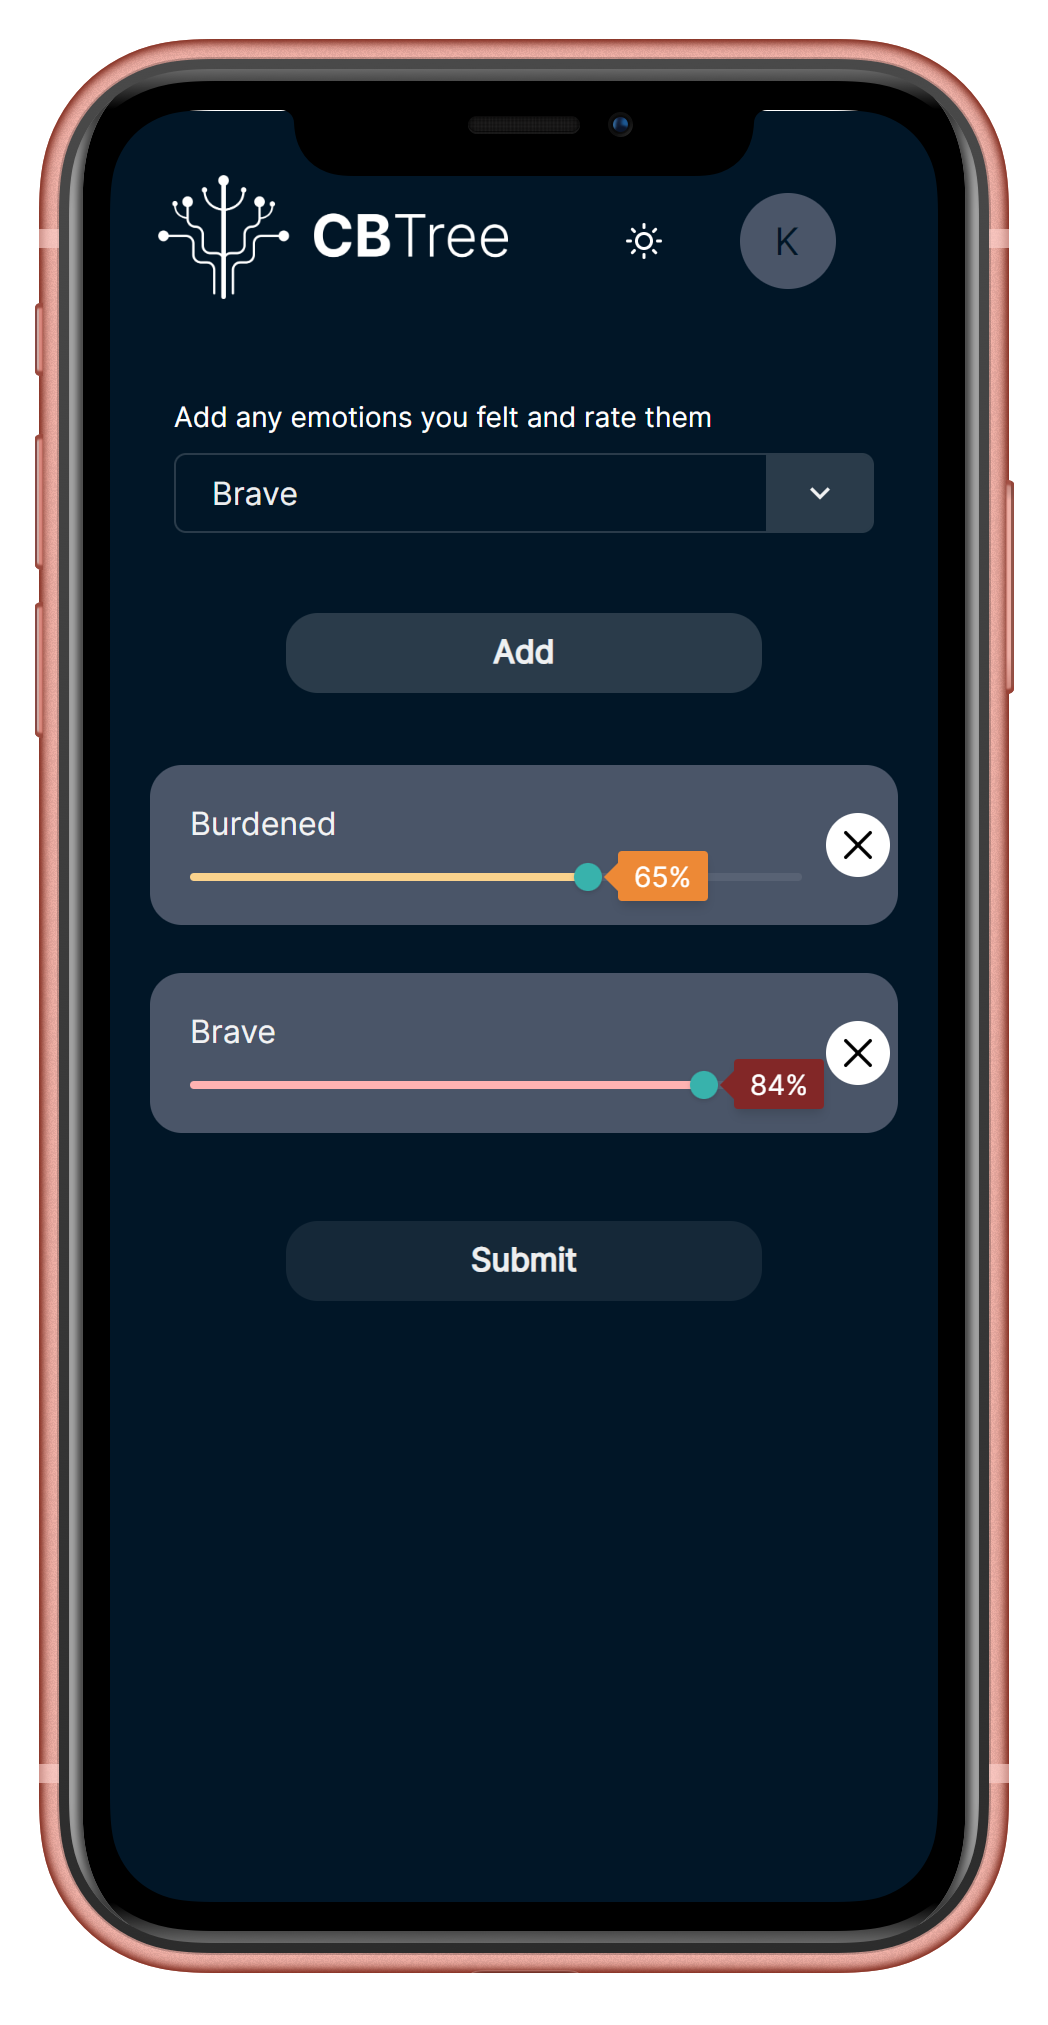 CBTree
K
Add any emotions you felt and rate them
Brave
Add
Burdened
65%
Brave
84%
Submit